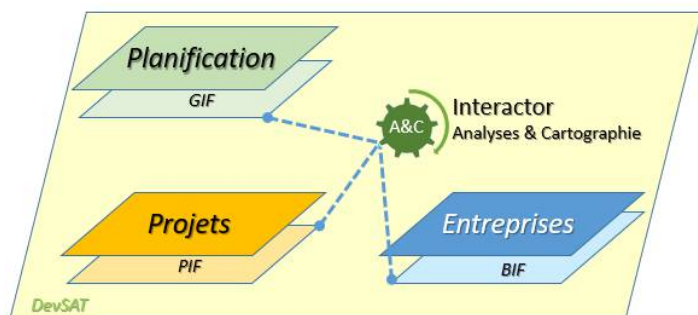 Planification
GIF
A&C
Interactor
Analyses & Cartographie
Projets
PIF
Entreprises
BIF
DevSAT